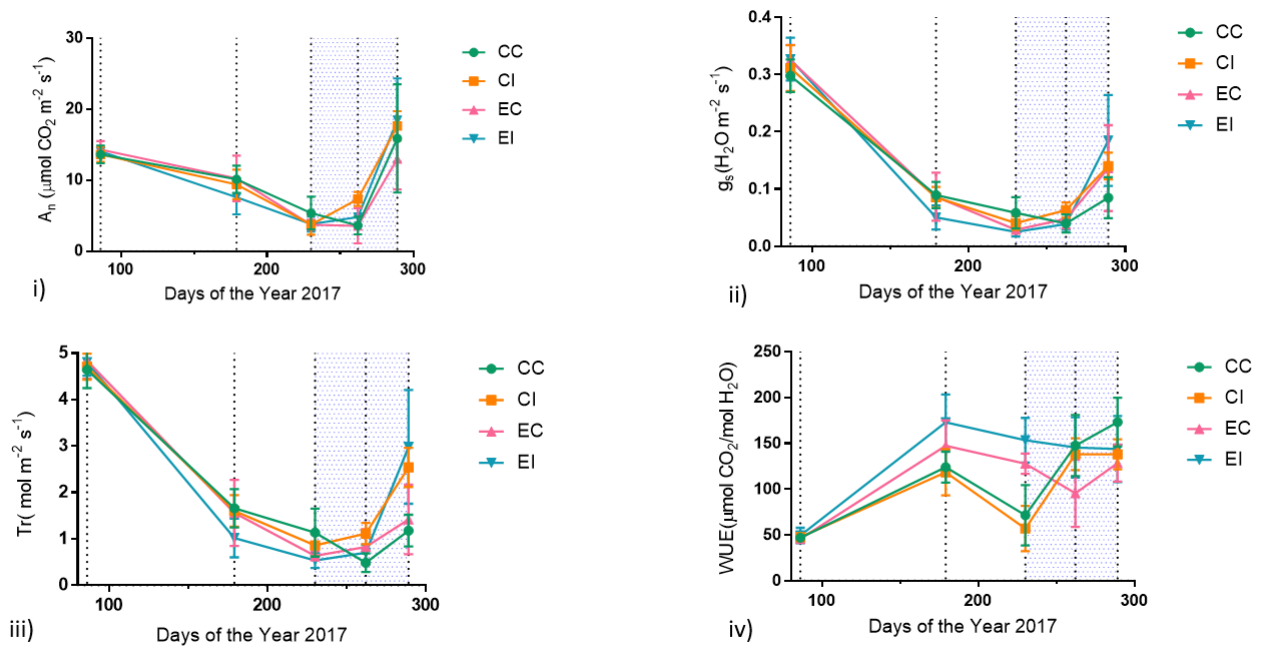 30
20
10
0
A_n (µmol CO₂ m⁻² s⁻¹)
100
200
300
Days of the Year 2017
CC
CI
EC
EI
i)
0.4
0.3
0.2
0.1
0.0
g_s(H₂O m⁻² s⁻¹)
100
200
300
Days of the Year 2017
CC
CI
EC
EI
ii)
5
4
3
2
1
0
Tr( mol m⁻² s⁻¹)
100
200
300
Days of the Year 2017
CC
CI
EC
EI
iii)
250
200
150
100
50
0
WUE(µmol CO₂/mol H₂O)
100
200
300
Days of the Year 2017
CC
CI
EC
EI
iv)